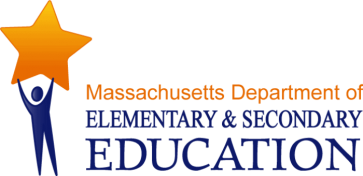 Massachusetts Department of
ELEMENTARY & SECONDARY
EDUCATION